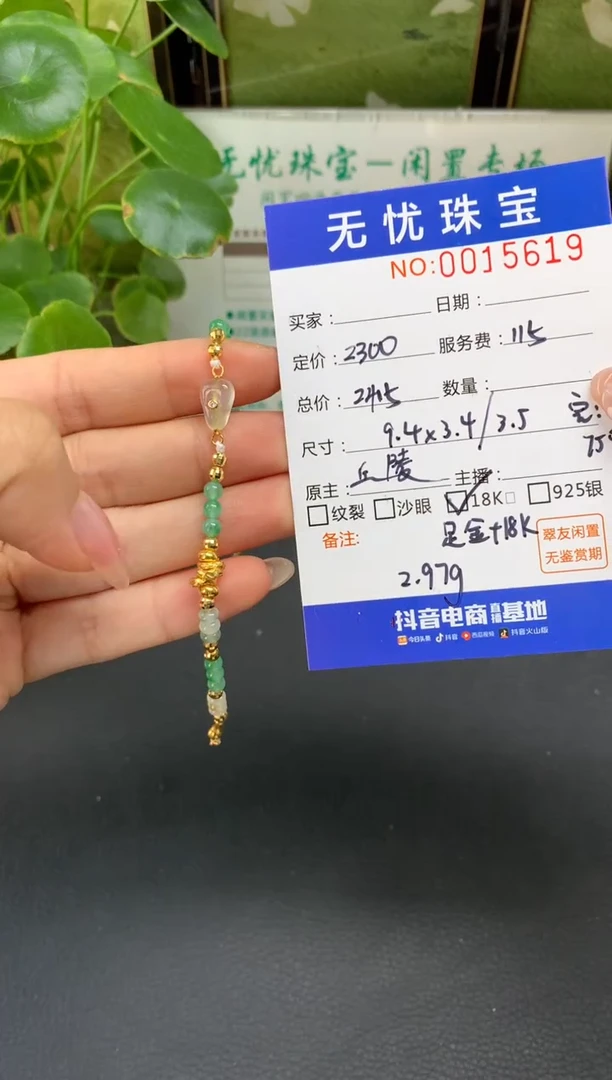 无忧珠宝一闲置专场
无忧珠宝
NO:0015619
买家:
日期:
定价: 2300 服务费: 115
总价: 2415 数量:
尺寸: 9.4x3.4/3.5
原主: 丘陵 主播:
纹裂 沙眼 18K 925银
备注: 足金+18K
2.97g
翠友闲置
无鉴赏期
抖音电商直播基地
今日头条 抖音 西瓜视频 抖音火山版